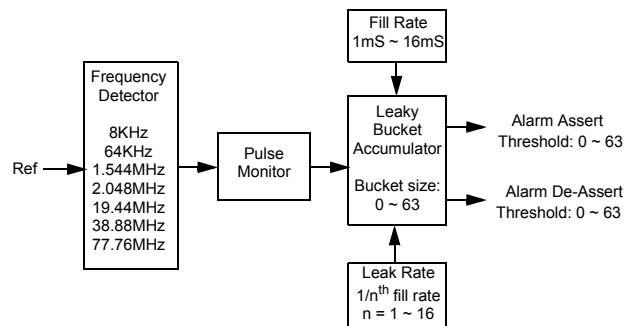 Fill Rate
1mS ~ 16mS
Frequency
Detector
8KHz
64KHz
1.544MHz
2.048MHz
19.44MHz
38.88MHz
77.76MHz
Ref
Pulse
Monitor
Leaky
Bucket
Accumulator
Bucket size:
0 ~ 63
Alarm Assert
Threshold: 0 ~ 63
Alarm De-Assert
Threshold: 0 ~ 63
Leak Rate
1/nth fill rate
n = 1 ~ 16